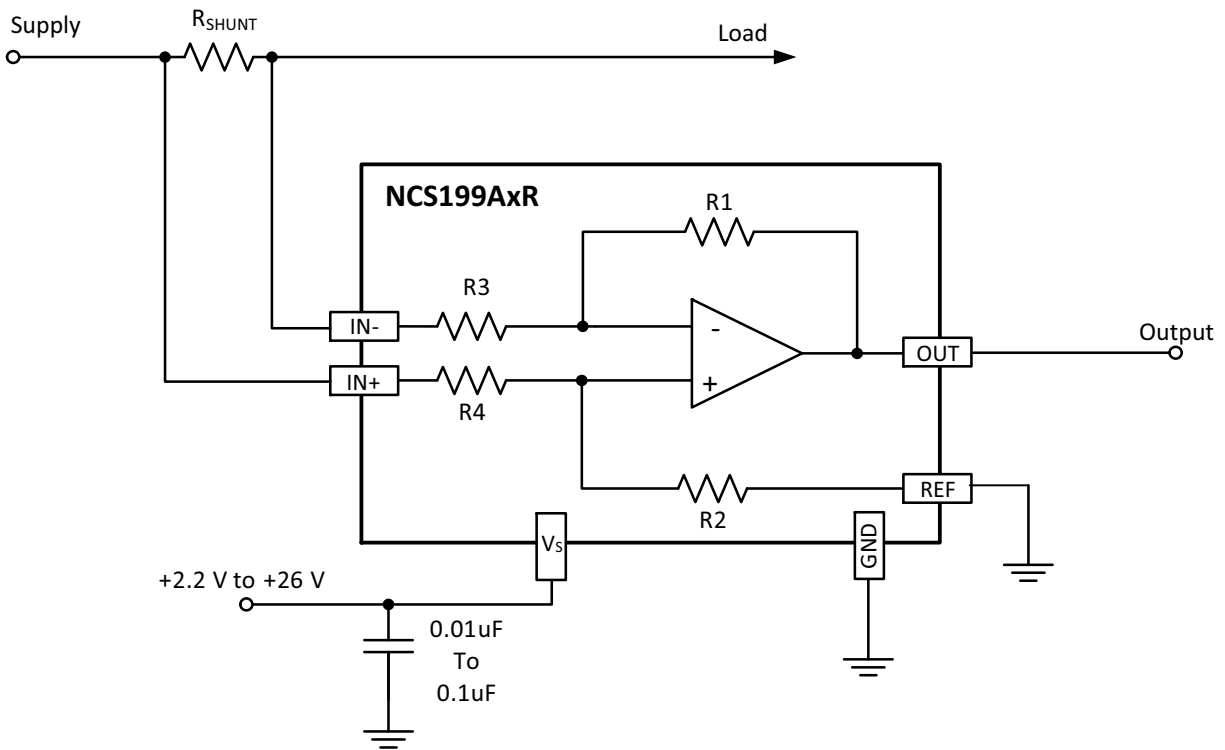 Supply
RSHUNT
Load
NCS199AxR
R1
R3
IN-
-
OUT
Output
IN+
+
R4
REF
R2
VS
GND
+2.2 V to +26 V
0.01uF
To
0.1uF